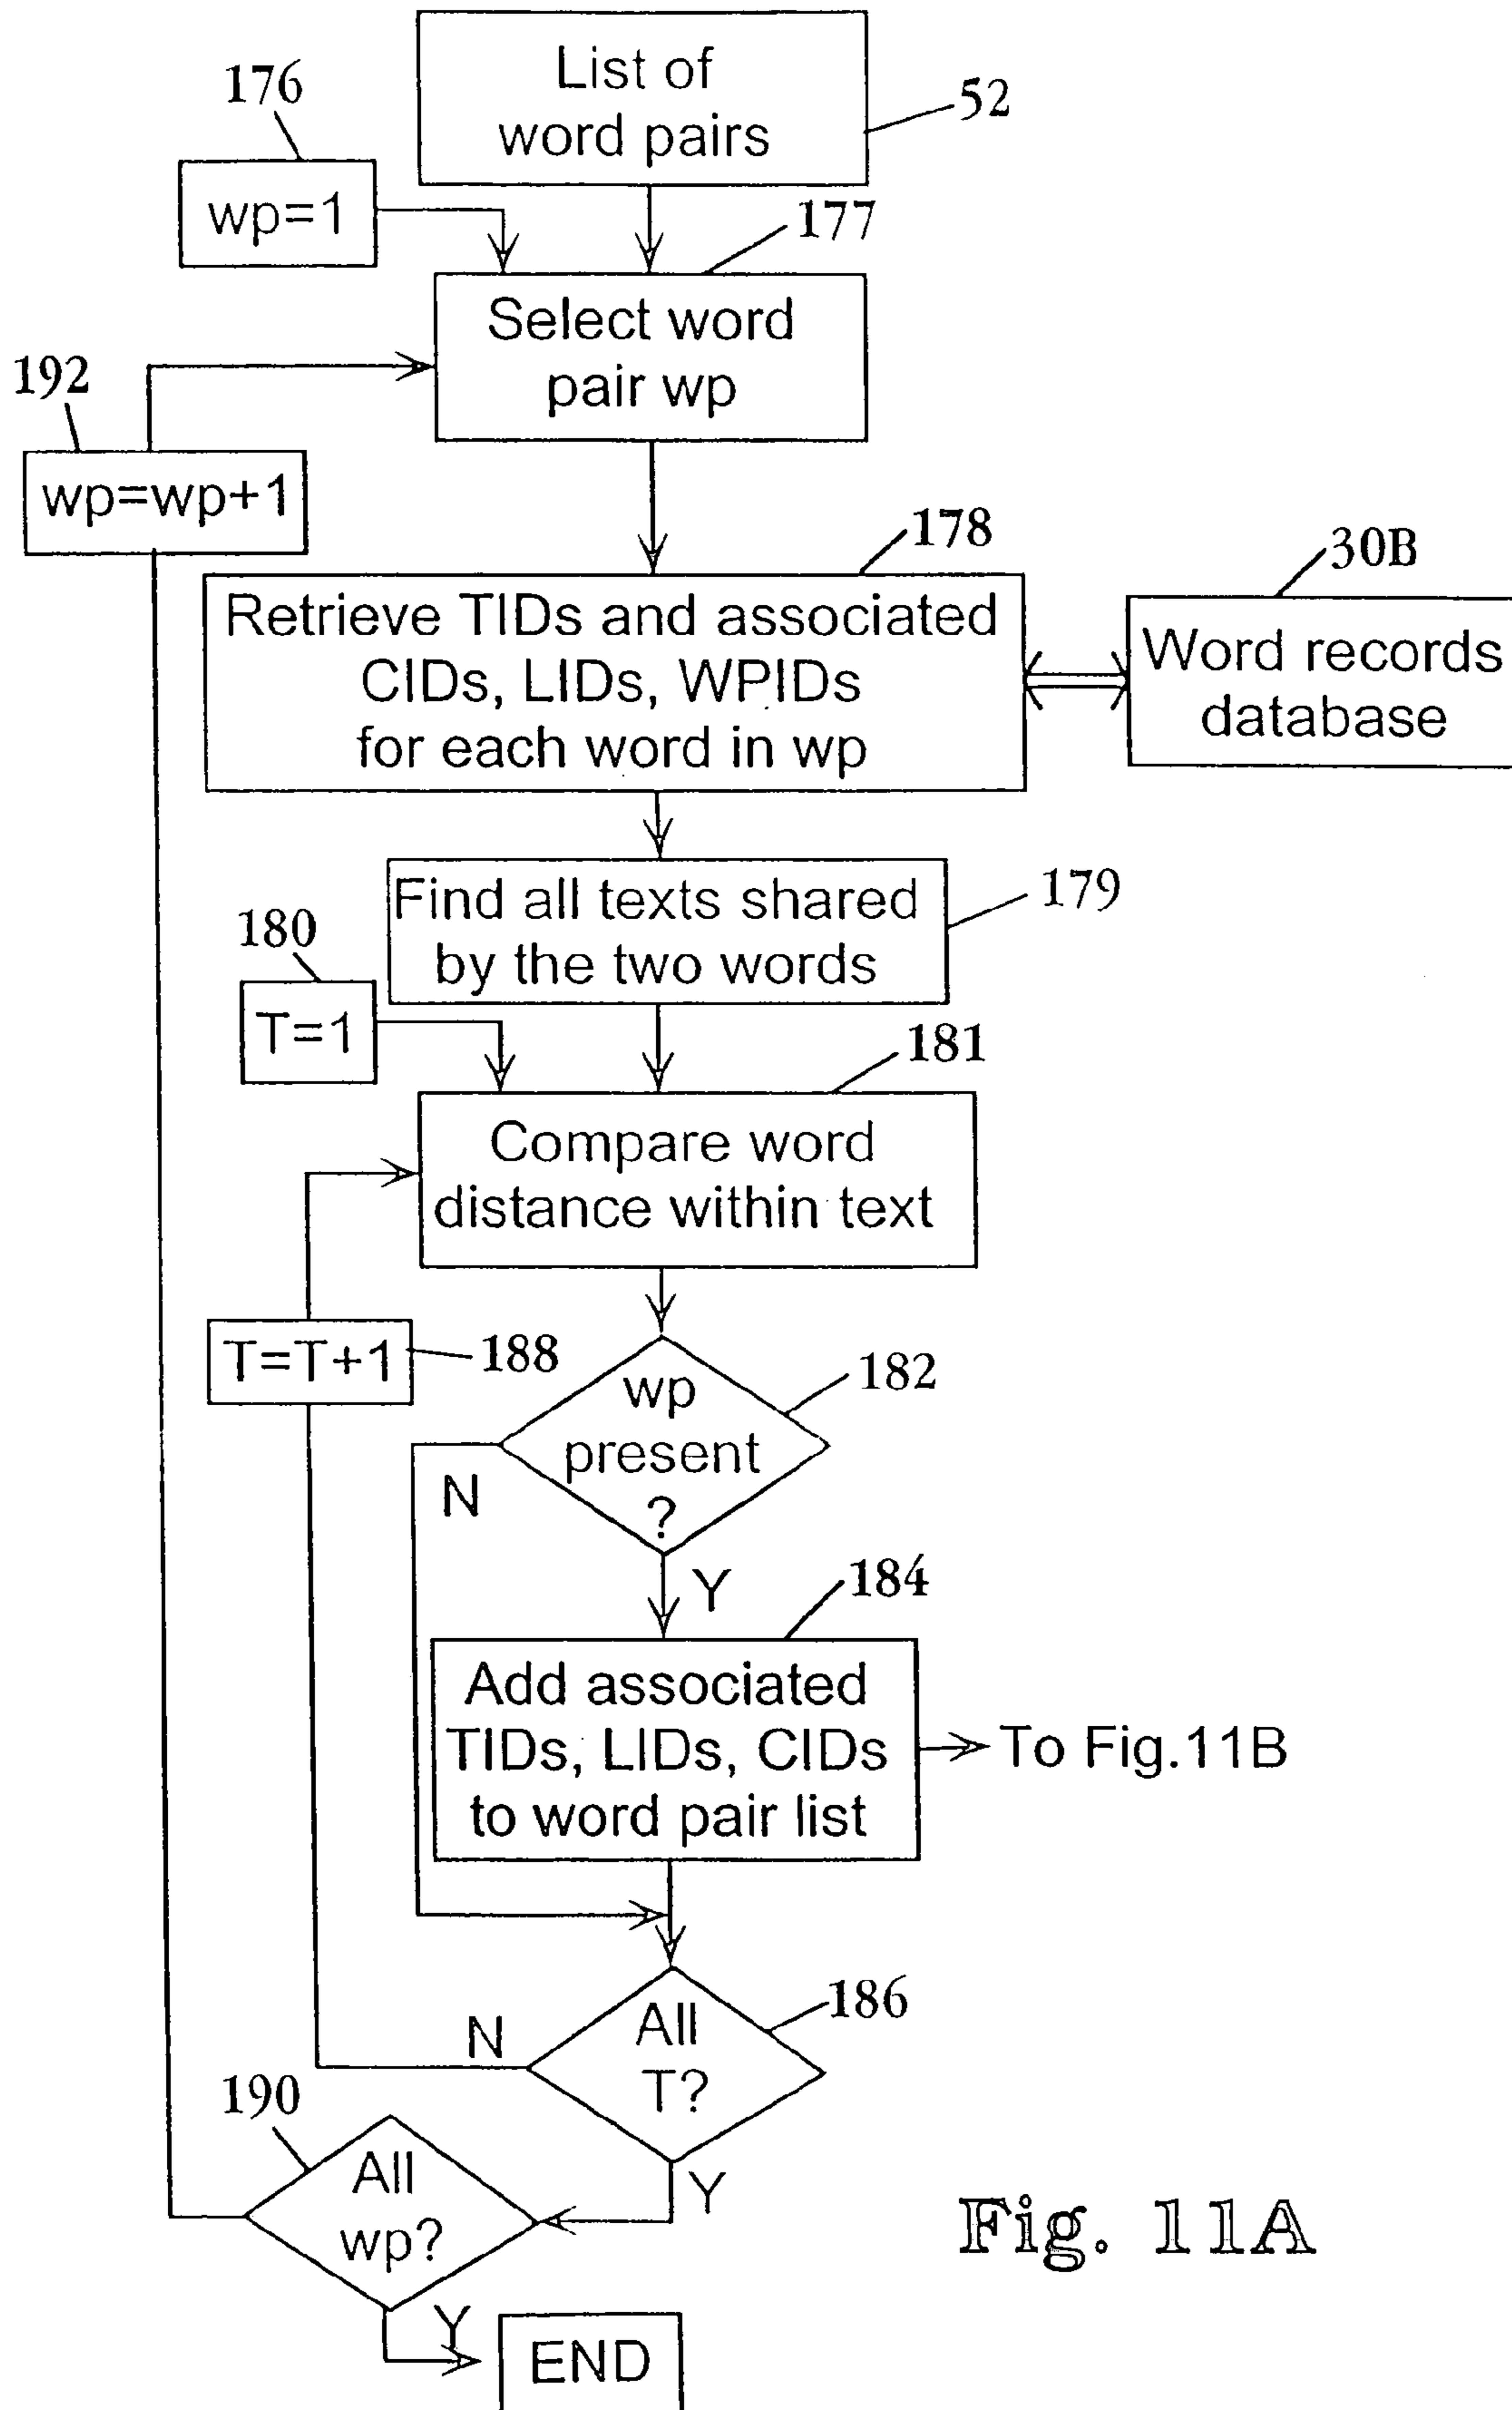 List of
word pairs
52
176
wp=1
177
Select word
pair wp
192
wp=wp+1
178
Retrieve TIDs and associated
CIDs, LIDs, WPIDs
for each word in wp
30B
Word records
database
Find all texts shared
by the two words
179
180
T=1
181
Compare word
distance within text
T=T+1
188
wp
present
?
182
N
Y
184
Add associated
TIDs, LIDs, CIDs
to word pair list
To Fig.11B
All
T?
186
N
Y
190
All
wp?
Y
END
Fig. 11A